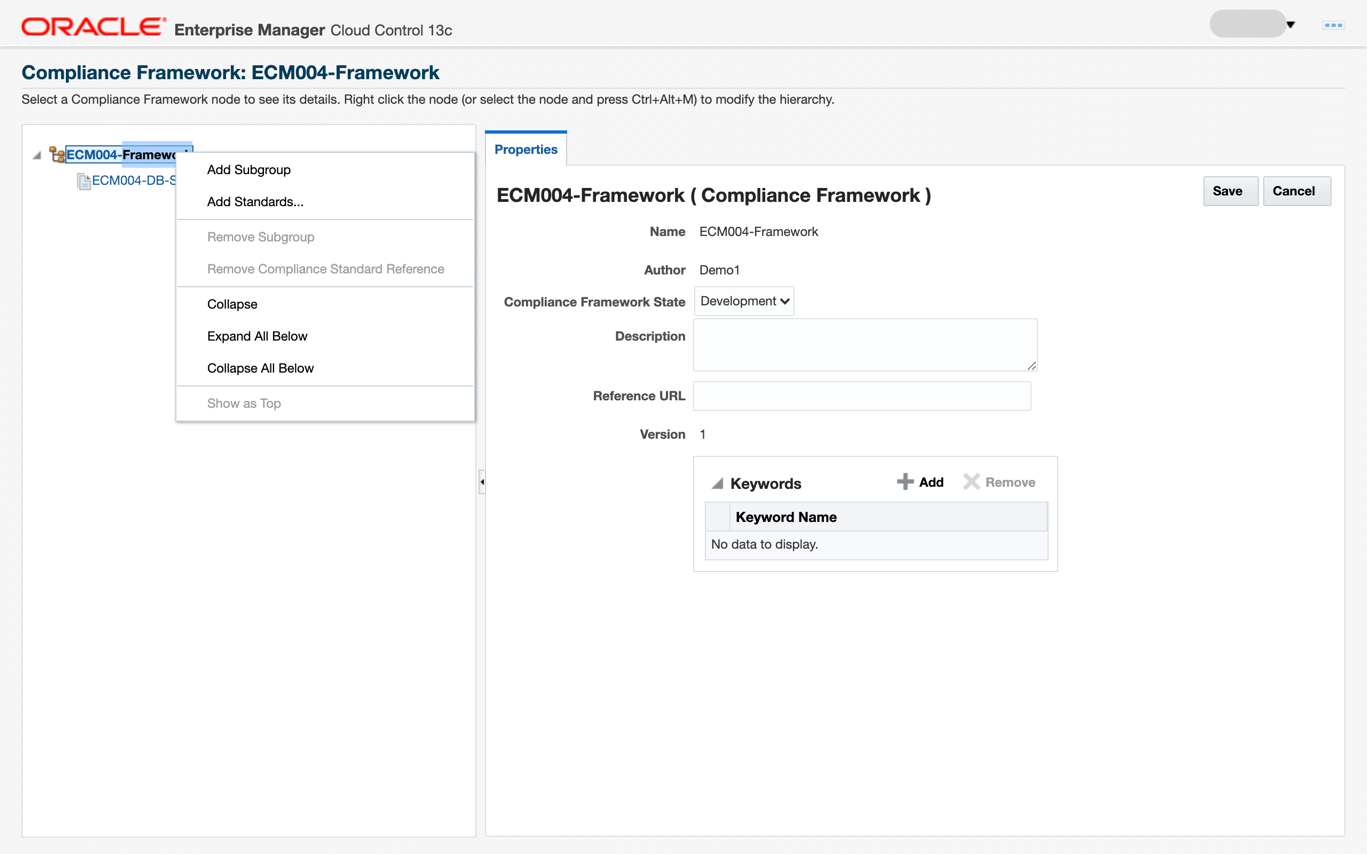 ORACLE® Enterprise Manager Cloud Control 13c
Compliance Framework: ECM004-Framework
Select a Compliance Framework node to see its details. Right click the node (or select the node and press Ctrl+Alt+M) to modify the hierarchy.
ECM004-Framework
ECM004-DB-S
Add Subgroup
Add Standards...
Remove Subgroup
Remove Compliance Standard Reference
Collapse
Expand All Below
Collapse All Below
Show as Top
Properties
ECM004-Framework ( Compliance Framework )
Save
Cancel
Name ECM004-Framework
Author Demo1
Compliance Framework State Development
Description
Reference URL
Version 1
Keywords
Add
Remove
Keyword Name
No data to display.